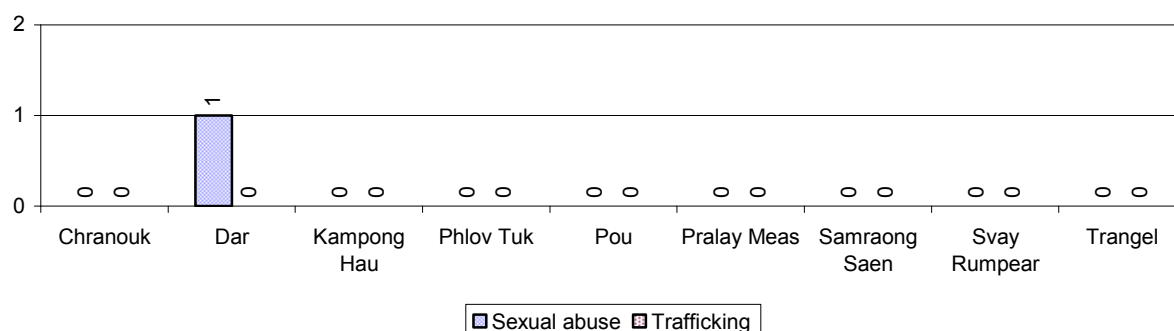 2
1
0
1
0 0 0 0 0 0 0 0 0 0 0 0 0 0 0 0 0
Chranouk Dar Kampong Hau Phlov Tuk Pou Pralay Meas Samraong Saen Svay Rumpear Trangel
Sexual abuse Trafficking